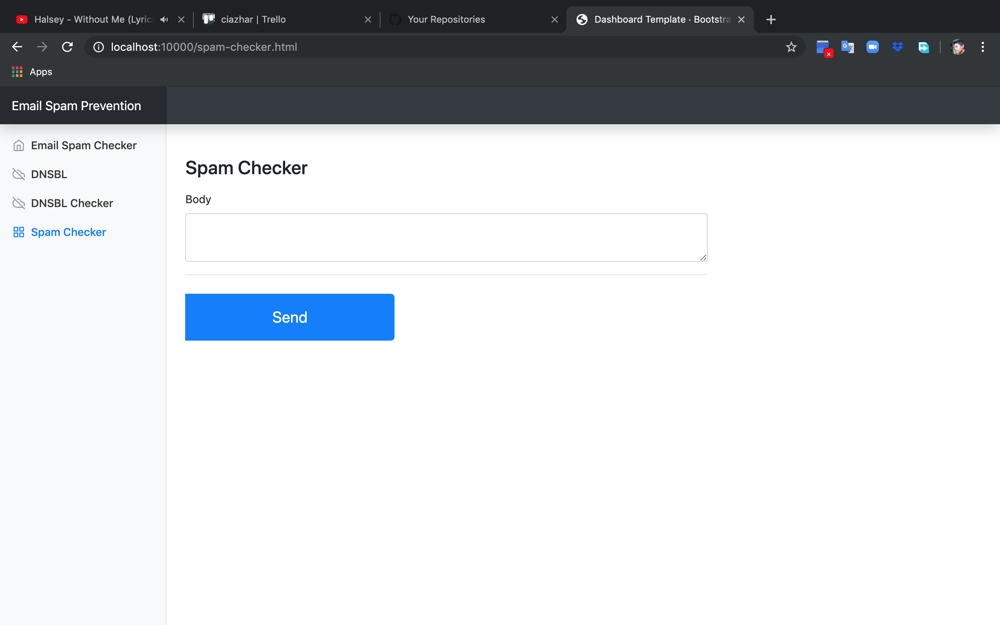 Halsey - Without Me (Lyrics
ciazhar | Trello
Your Repositories
Dashboard Template · Bootstra
localhost:10000/spam-checker.html
Apps
Email Spam Prevention
Email Spam Checker
DNSBL
DNSBL Checker
Spam Checker
Spam Checker
Body
Send